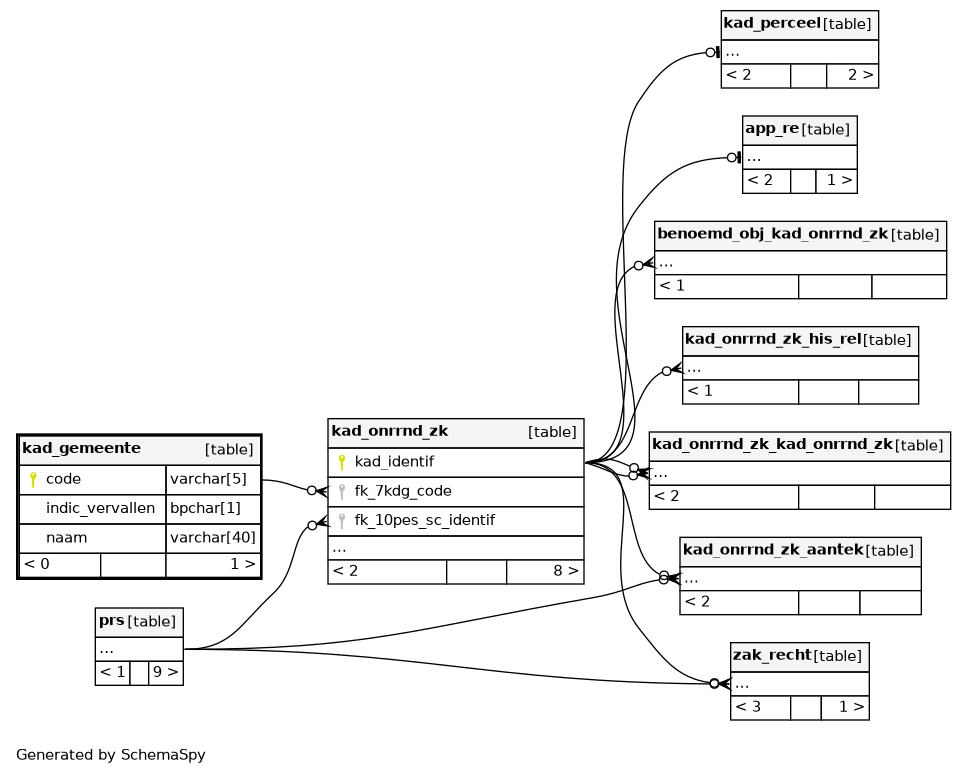 kad_perceel [table]
...
< 2 2 >
app_re [table]
...
< 2 1 >
benoemd_obj_kad_onrrnd_zk [table]
...
< 1
kad_onrrnd_zk_his_rel [table]
...
< 1
kad_gemeente [table]
code varchar[5]
indic_vervallen bpchar[1]
naam varchar[40]
< 0 1 >
kad_onrrnd_zk [table]
kad_identif
fk_7kdg_code
fk_10pes_sc_identif
...
< 2 8 >
kad_onrrnd_zk_kad_onrrnd_zk [table]
...
< 2
kad_onrrnd_zk_aantek [table]
...
< 2
prs [table]
...
< 1 9 >
zak_recht [table]
...
< 3 1 >
Generated by SchemaSpy